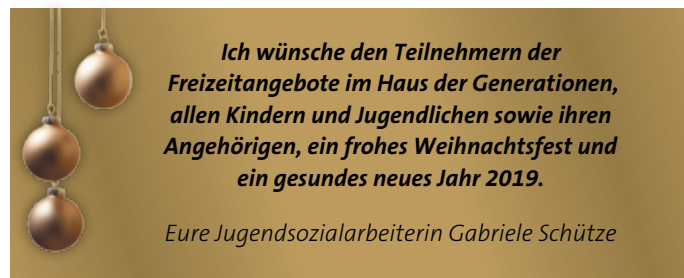 Ich wünsche den Teilnehmern der
Freizeitangebote im Haus der Generationen,
allen Kindern und Jugendlichen sowie ihren
Angehörigen, ein frohes Weihnachtsfest und
ein gesundes neues Jahr 2019.
Eure Jugendsozialarbeiterin Gabriele Schütze